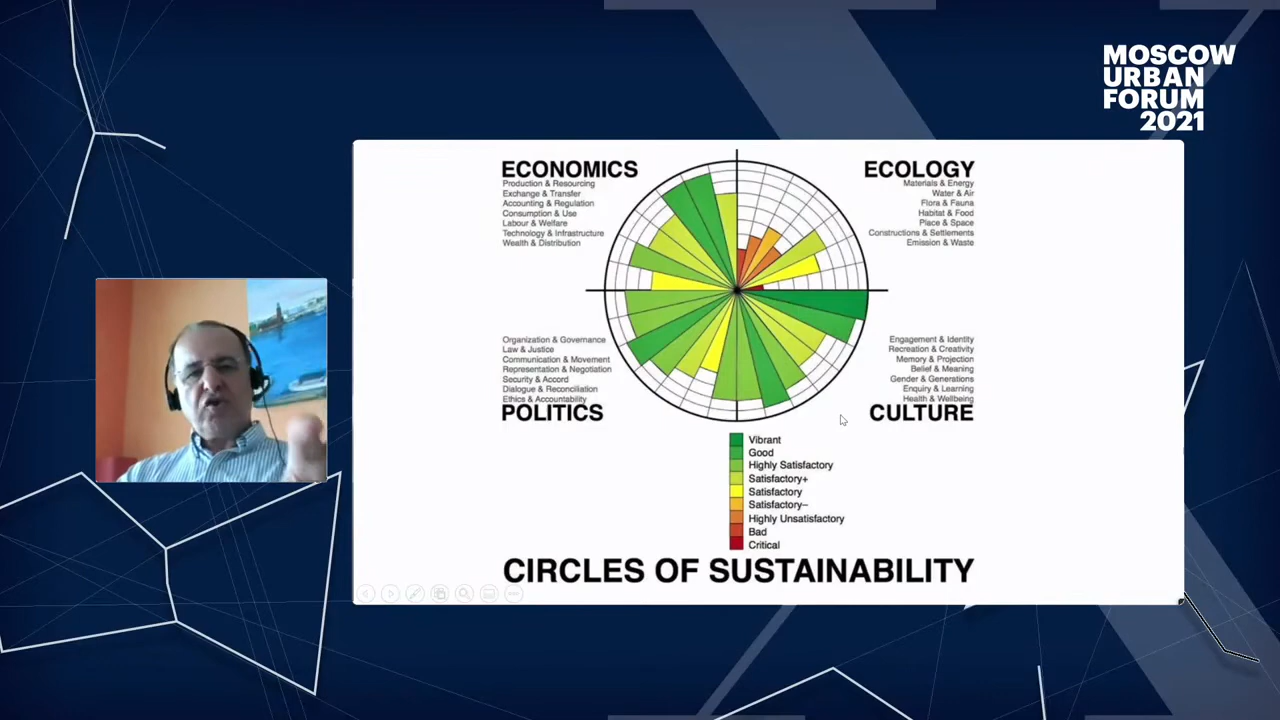 MOSCOW
URBAN
FORUM
2021
ECONOMICS
Production & Resourcing
Exchange & Transfer
Accounting & Regulation
Consumption & Use
Labour & Welfare
Technology & Infrastructure
Wealth & Distribution
ECOLOGY
Materials & Energy
Water & Air
Flora & Fauna
Habitat & Food
Place & Space
Constructions & Settlements
Emission & Waste
Organization & Governance
Law & Justice
Communication & Movement
Representation & Negotiation
Security & Accord
Dialogue & Reconciliation
Ethics & Accountability
POLITICS
Engagement & Identity
Recreation & Creativity
Memory & Projection
Belief & Meaning
Gender & Generations
Enquiry & Learning
Health & Wellbeing
CULTURE
Vibrant
Good
Highly Satisfactory
Satisfactory+
Satisfactory
Satisfactory–
Highly Unsatisfactory
Bad
Critical
CIRCLES OF SUSTAINABILITY